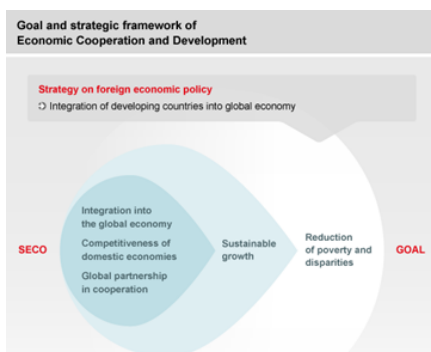 Goal and strategic framework of
Economic Cooperation and Development
Strategy on foreign economic policy
Integration of developing countries into global economy
SECO
Integration into
the global economy
Competitiveness of
domestic economies
Global partnership
in cooperation
Sustainable
growth
Reduction
of poverty and
disparities
GOAL